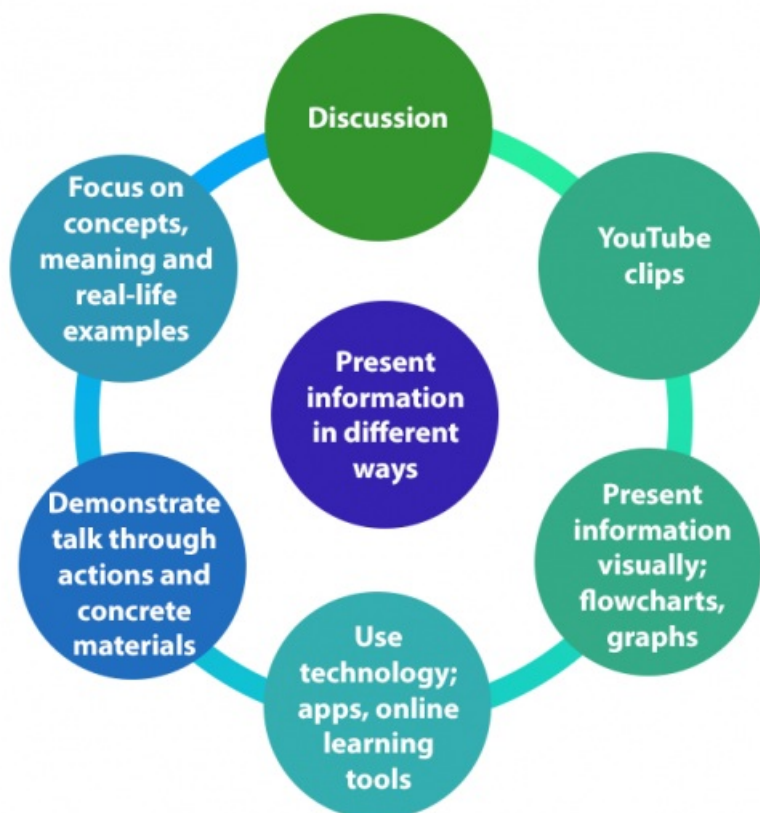 Discussion
YouTube
clips
Present
information
visually;
flowcharts,
graphs
Use
technology;
apps, online
learning
tools
Demonstrate
talk through
actions and
concrete
materials
Focus on
concepts,
meaning and
real-life
examples
Present
information
in different
ways